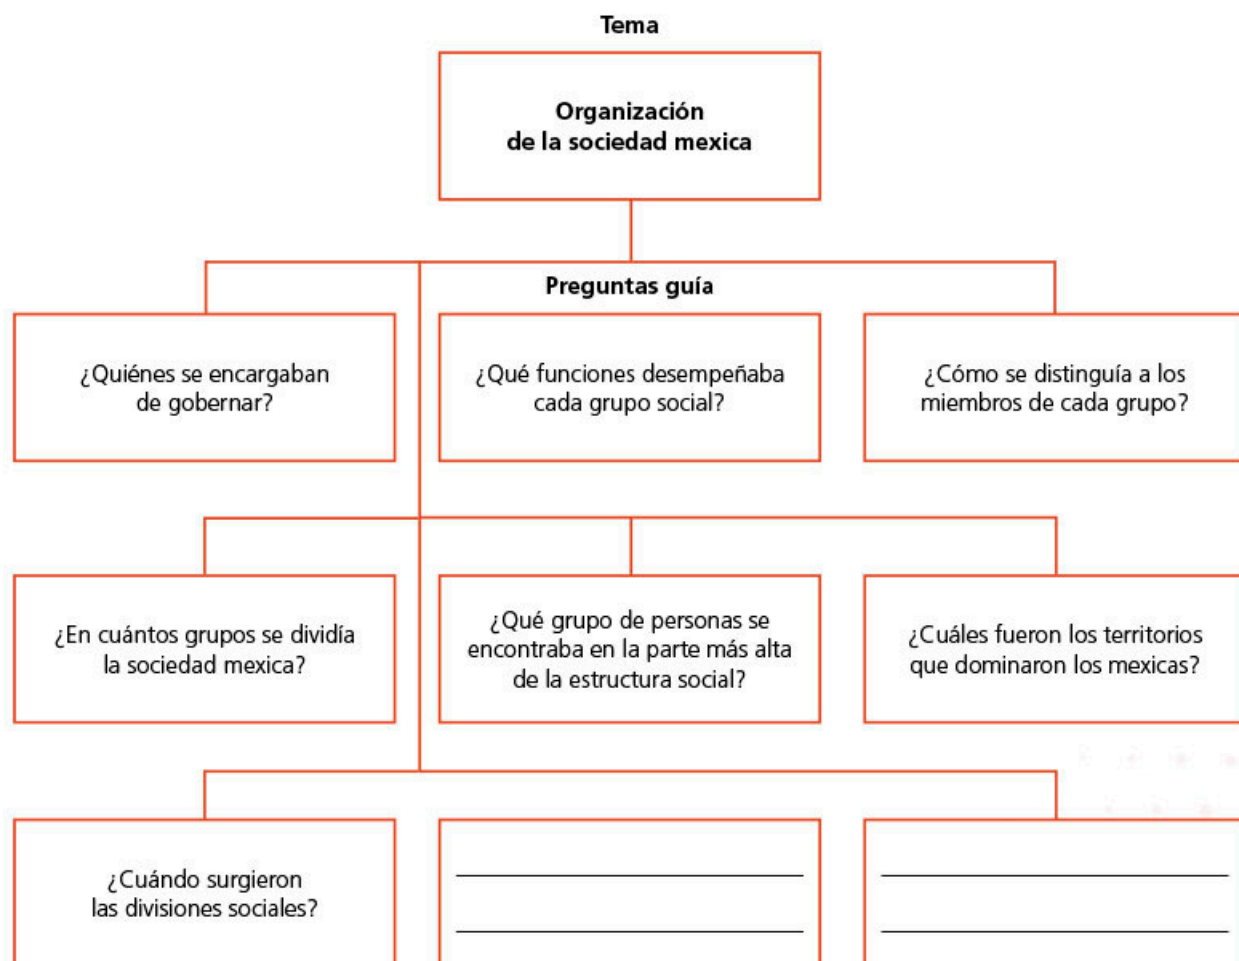 Tema
Organización
de la sociedad mexica
Preguntas guía
¿Quiénes se encargaban
de gobernar?
¿Qué funciones desempeñaba
cada grupo social?
¿Cómo se distinguía a los
miembros de cada grupo?
¿En cuántos grupos se dividía
la sociedad mexica?
¿Qué grupo de personas se
encontraba en la parte más alta
de la estructura social?
¿Cuáles fueron los territorios
que dominaron los mexicas?
¿Cuándo surgieron
las divisiones sociales?